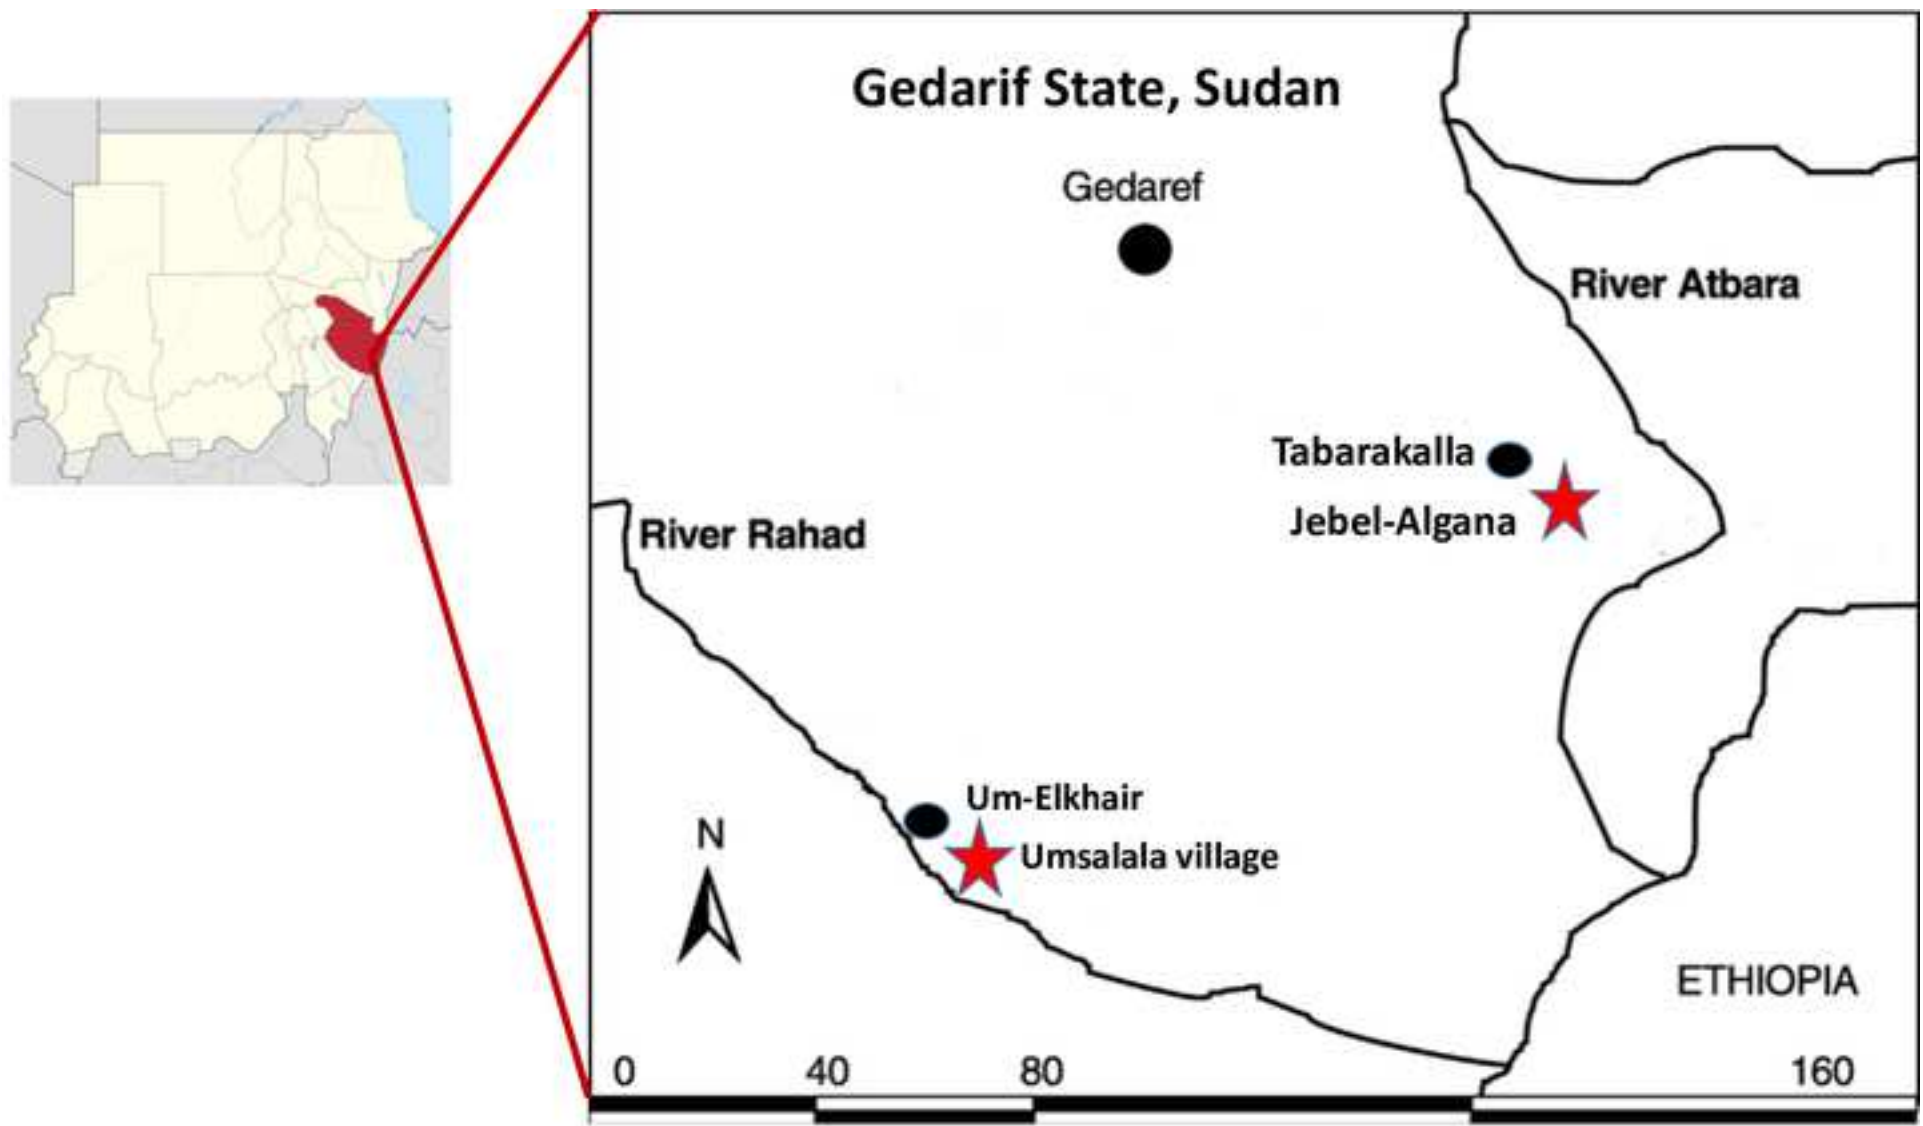 Gedarif State, Sudan
Gedaref
River Atbara
Tabarakalla
Jebel-Algana
River Rahad
Um-Elkhair
N
Umsalala village
ETHIOPIA
0 40 80 160